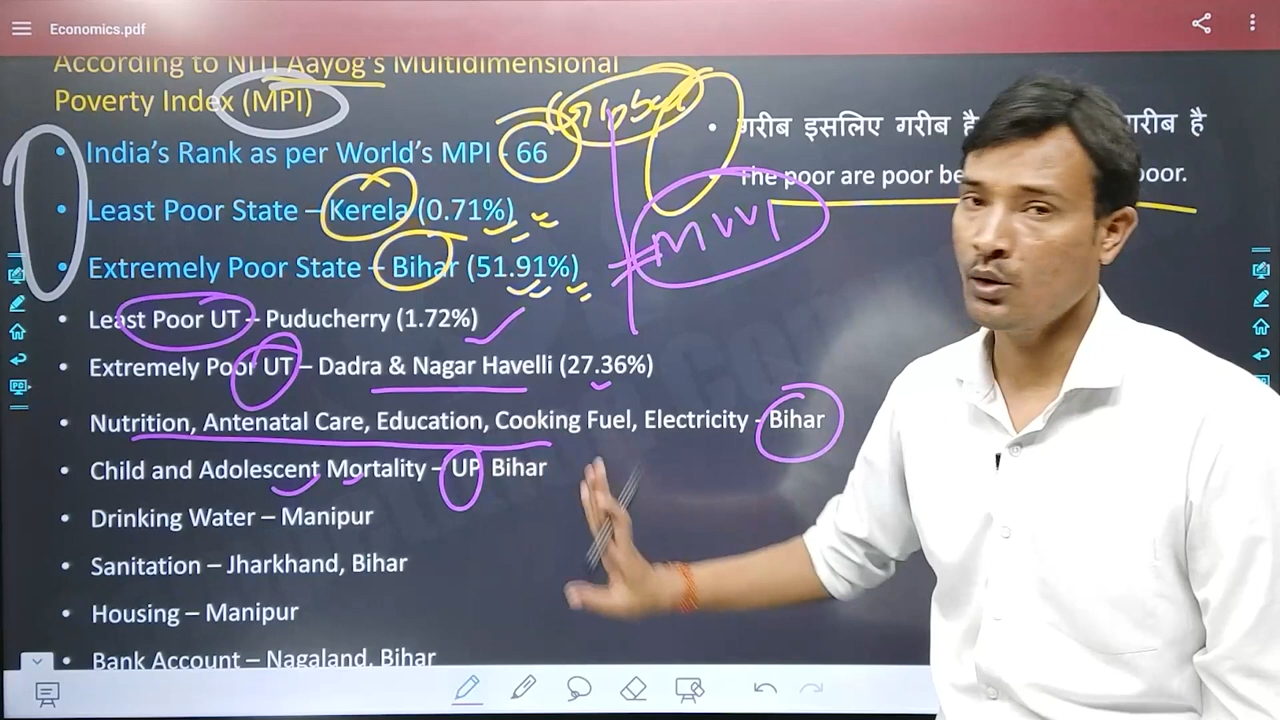 Economics.pdf
According to NITI Aayog's Multidimensional
Poverty Index (MPI)
• India's Rank as per World's MPI - 66
• Least Poor State – Kerela (0.71%)
• Extremely Poor State – Bihar (51.91%)
• Least Poor UT – Puducherry (1.72%)
• Extremely Poor UT – Dadra & Nagar Havelli (27.36%)
• Nutrition, Antenatal Care, Education, Cooking Fuel, Electricity - Bihar
• Child and Adolescent Mortality – UP, Bihar
• Drinking Water – Manipur
• Sanitation – Jharkhand, Bihar
• Housing – Manipur
• Bank Account – Nagaland, Bihar
MVVI
• गरीब इसलिए गरीब है गरीब है
The poor are poor poor.